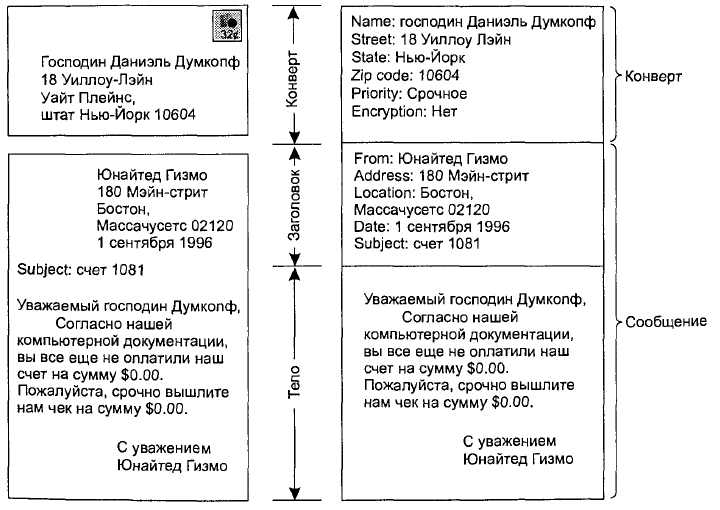 32¢
Господин Даниэль Думкопф
18 Уиллоу-Лэйн
Уайт Плейнс,
штат Нью-Йорк 10604
Юнайтед Гизмо
180 Мэйн-стрит
Бостон,
Массачусетс 02120
1 сентября 1996
Subject: счет 1081
Уважаемый господин Думкопф,
Согласно нашей
компьютерной документации,
вы все еще не оплатили наш
счет на сумму $0.00.
Пожалуйста, срочно вышлите
нам чек на сумму $0.00.
С уважением
Юнайтед Гизмо
Конверт
Заголовок
Тело
Name: господин Даниэль Думкопф
Street: 18 Уиллоу Лэйн
State: Нью-Йорк
Zip code: 10604
Priority: Срочное
Encryption: Нет
From: Юнайтед Гизмо
Address: 180 Мэйн-стрит
Location: Бостон,
Массачусетс 02120
Date: 1 сентября 1996
Subject: счет 1081
Уважаемый господин Думкопф,
Согласно нашей
компьютерной документации,
вы все еще не оплатили наш
счет на сумму $0.00.
Пожалуйста, срочно вышлите
нам чек на сумму $0.00.
С уважением
Юнайтед Гизмо
Конверт
Сообщение